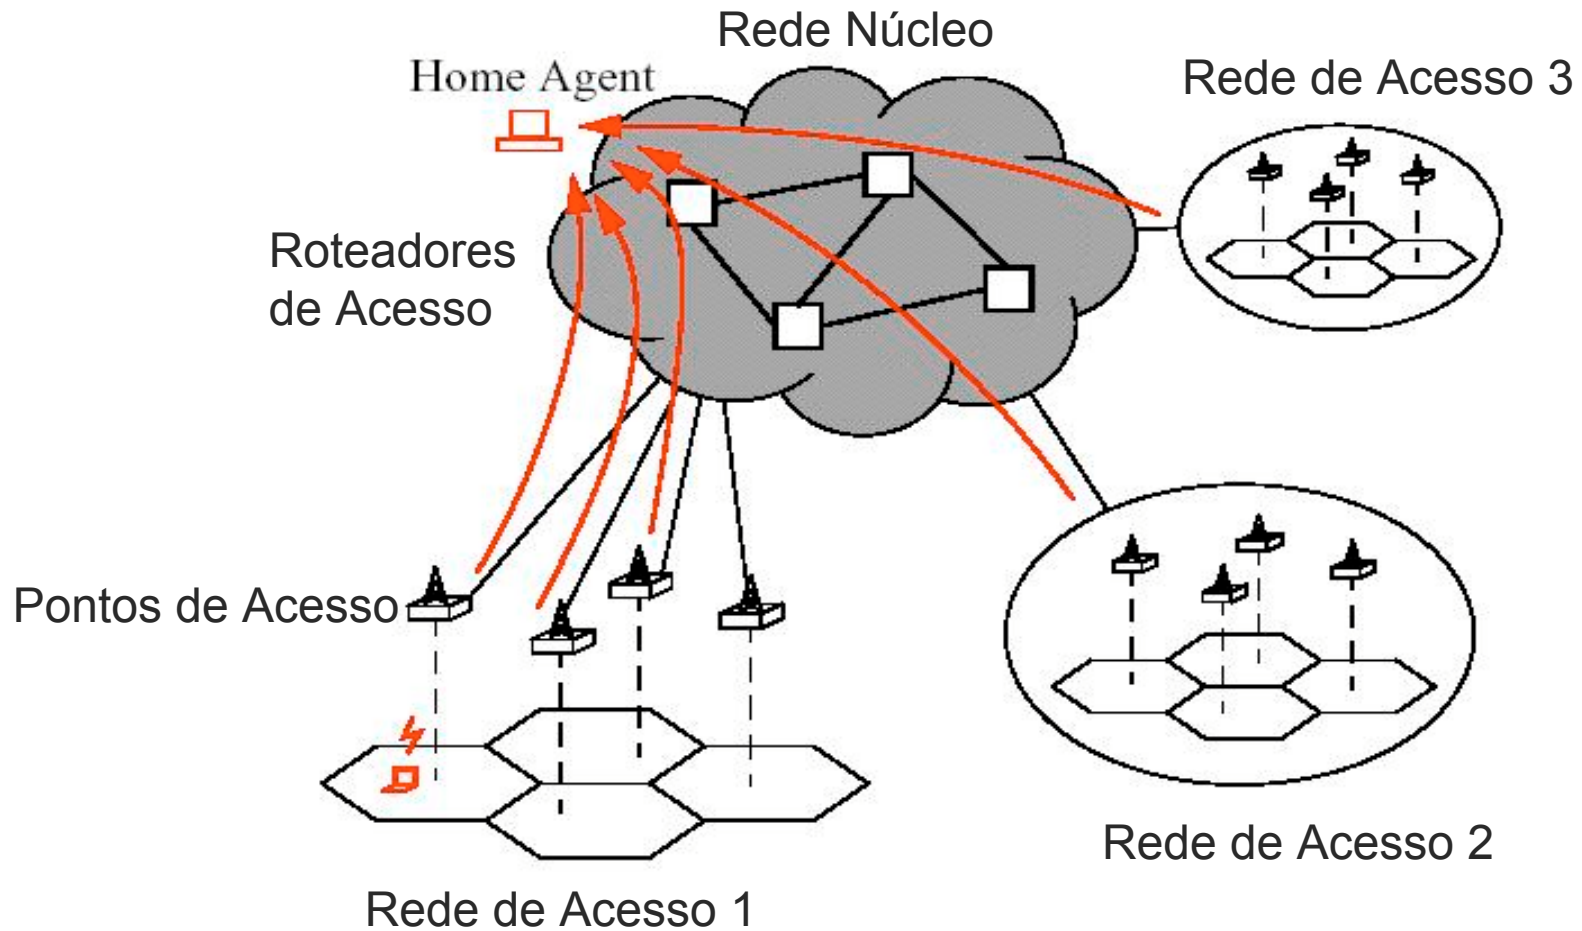 Rede Núcleo
Home Agent
Rede de Acesso 3
Roteadores
de Acesso
Pontos de Acesso
Rede de Acesso 2
Rede de Acesso 1